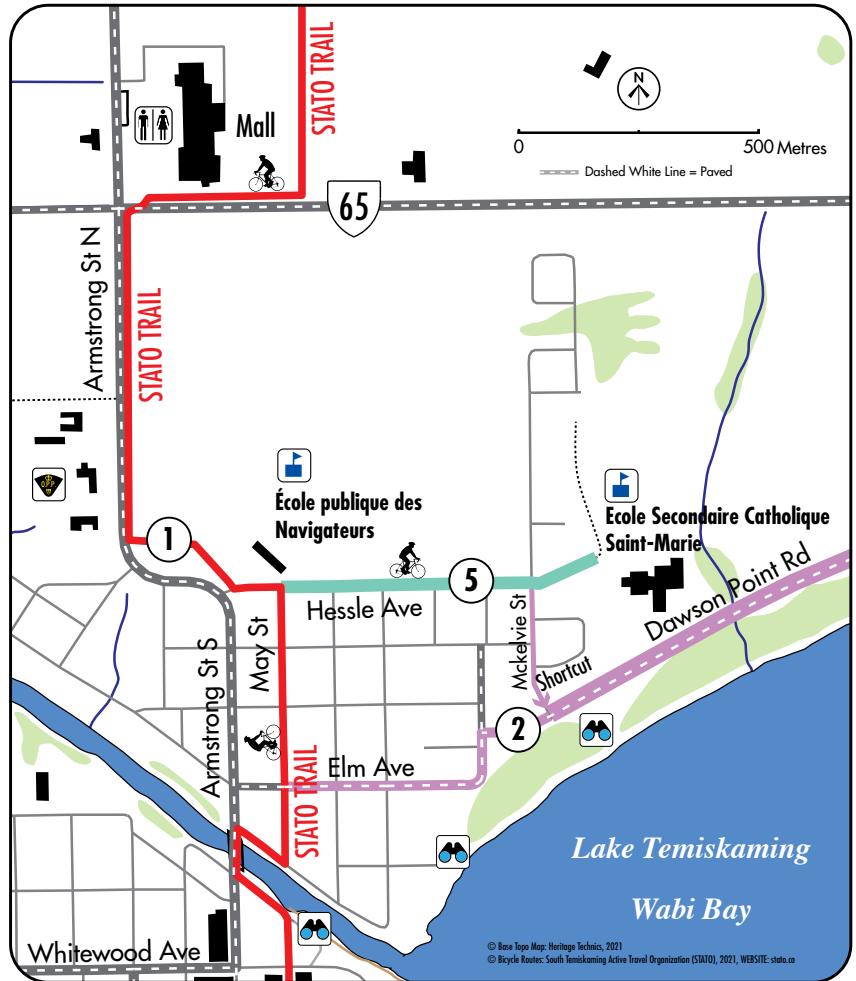 STATO TRAIL
Mall
N
0 500 Metres
Dashed White Line = Paved
65
Armstrong St N
STATO TRAIL
OPP
École publique des
Navigateurs
Ecole Secondaire Catholique
Saint-Marie
1
5
Hessle Ave
May St
Mckelvie St
Shortcut
Dawson Point Rd
Armstrong St S
2
Elm Ave
STATO TRAIL
Lake Temiskaming
Wabi Bay
Whitewood Ave
© Base Topo Map: Heritage Technics, 2021
© Bicycle Routes: South Temiskaming Active Travel Organization (STATO), 2021, WEBSITE: stato.ca